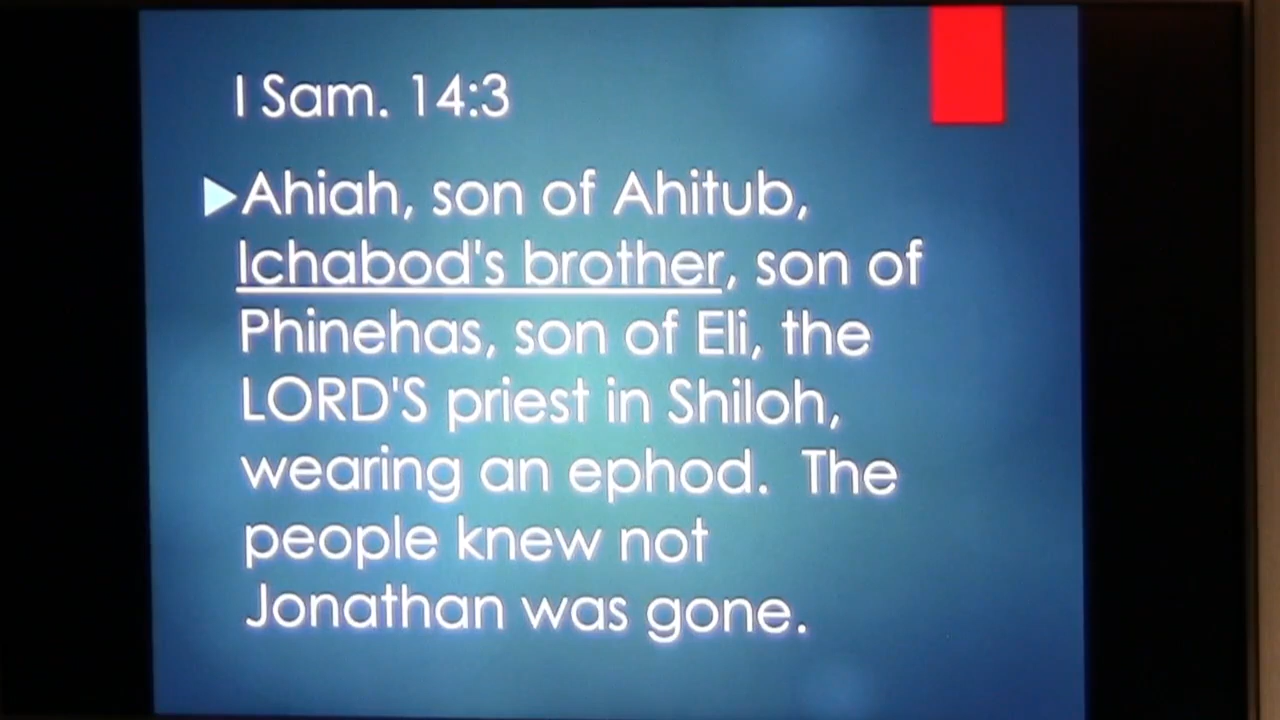 I Sam. 14:3
Ahiah, son of Ahitub,
Ichabod's brother, son of
Phinehas, son of Eli, the
LORD'S priest in Shiloh,
wearing an ephod. The
people knew not
Jonathan was gone.